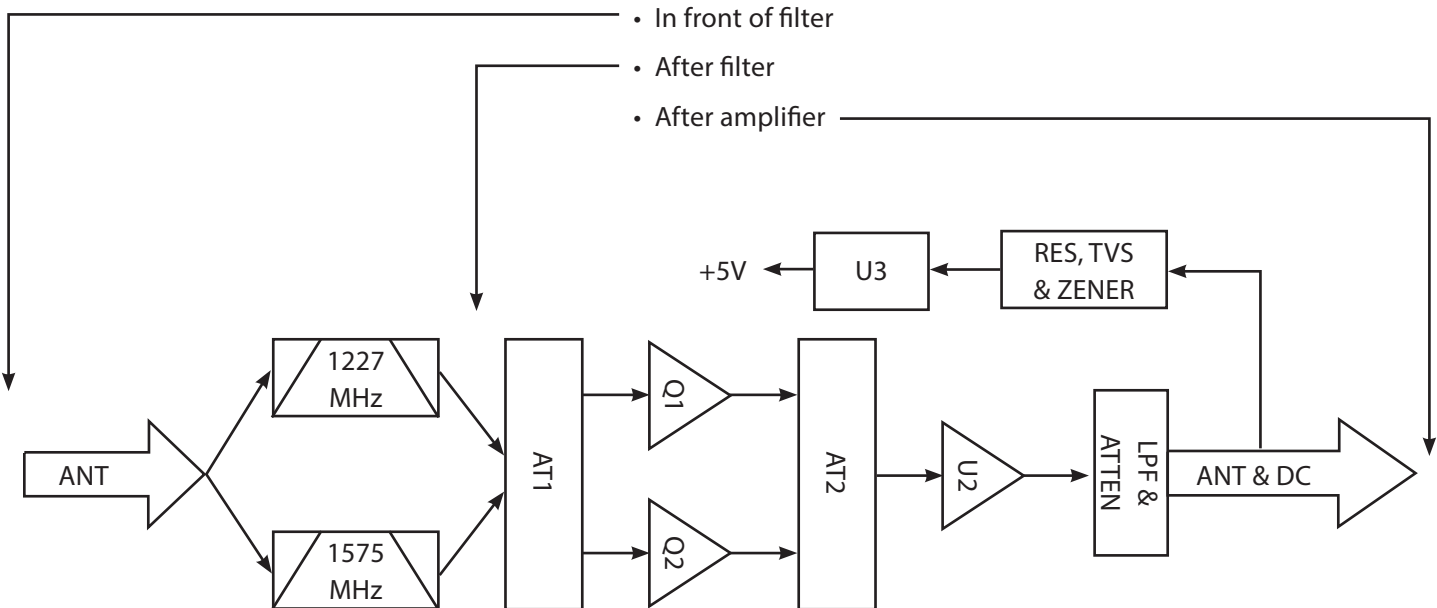 • In front of filter
• After filter
• After amplifier
+5V
U3
RES, TVS
& ZENER
1227
MHz
Q1
ANT
AT1
AT2
U2
LPF &
ATTEN
ANT & DC
1575
MHz
Q2